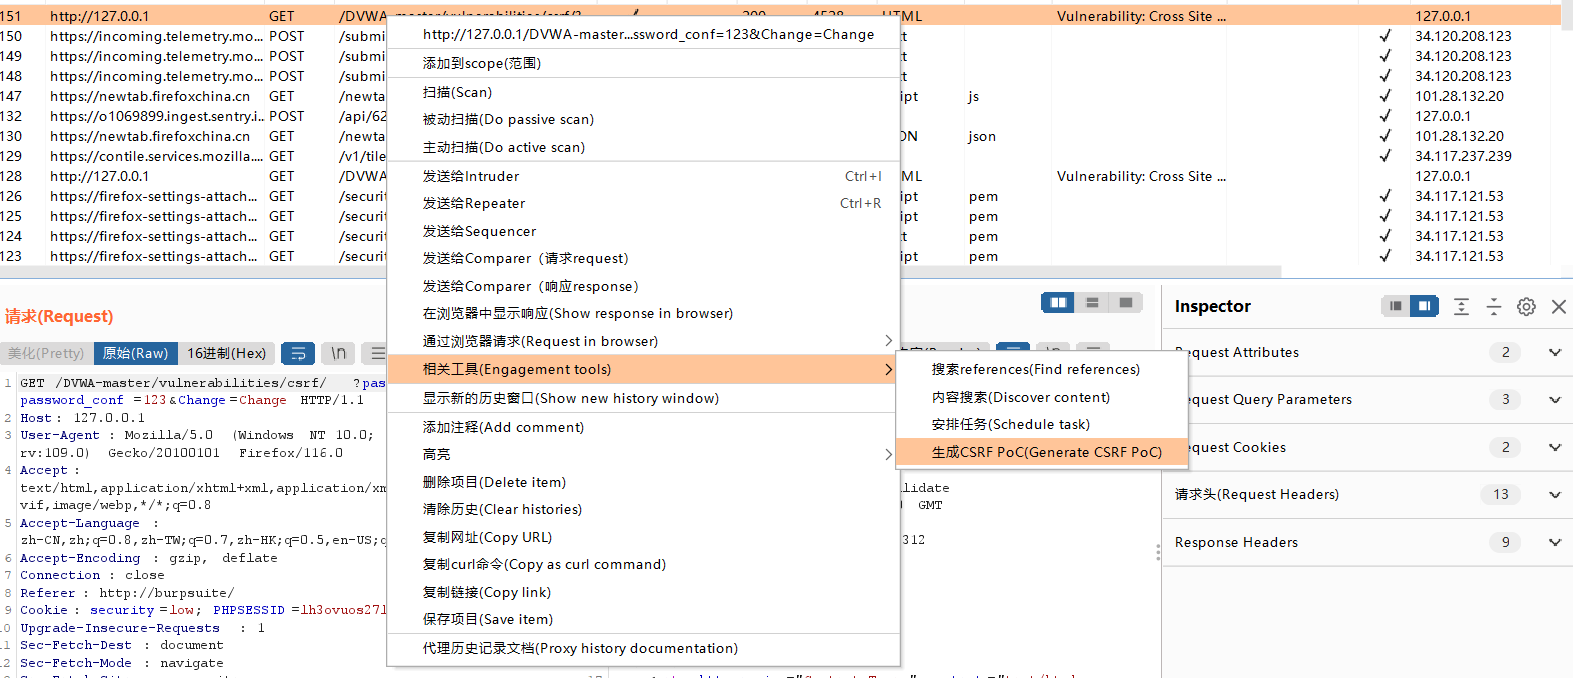 151 http://127.0.0.1 GET /DVWA-master/vulnerabilities/csrf/? 200 4528 HTML Vulnerability: Cross Site ... 127.0.0.1
150 https://incoming.telemetry.mo... POST /submi 34.120.208.123
149 https://incoming.telemetry.mo... POST /submi 34.120.208.123
148 https://incoming.telemetry.mo... POST /submi 34.120.208.123
147 https://newtab.firefoxchina.cn GET /newta ipt js 101.28.132.20
132 https://o1069899.ingest.sentry.i... POST /api/62 127.0.0.1
130 https://newtab.firefoxchina.cn GET /newta ON json 101.28.132.20
129 https://contile.services.mozilla.... GET /v1/tile 34.117.237.239
128 http://127.0.0.1 GET /DVWA ML Vulnerability: Cross Site ... 127.0.0.1
126 https://firefox-settings-attach... GET /securi ipt pem 34.117.121.53
125 https://firefox-settings-attach... GET /securi ipt pem 34.117.121.53
124 https://firefox-settings-attach... GET /securi pem 34.117.121.53
123 https://firefox-settings-attach... GET /securi ipt pem 34.117.121.53
http://127.0.0.1/DVWA-master...ssword_conf=123&Change=Change
添加到scope(范围)
扫描(Scan)
被动扫描(Do passive scan)
主动扫描(Do active scan)
发送给Intruder Ctrl+I
发送给Repeater Ctrl+R
发送给Sequencer
发送给Comparer（请求request）
发送给Comparer（响应response）
在浏览器中显示响应(Show response in browser)
通过浏览器请求(Request in browser)
相关工具(Engagement tools)
显示新的历史窗口(Show new history window)
添加注释(Add comment)
高亮
删除项目(Delete item)
清除历史(Clear histories)
复制网址(Copy URL)
复制curl命令(Copy as curl command)
复制链接(Copy link)
保存项目(Save item)
代理历史记录文档(Proxy history documentation)
搜索references(Find references)
内容搜索(Discover content)
安排任务(Schedule task)
生成CSRF PoC(Generate CSRF PoC)
请求(Request)
美化(Pretty) 原始(Raw) 16进制(Hex) \n
1 GET /DVWA-master/vulnerabilities/csrf/ ?pas
password_conf =123&Change=Change HTTP/1.1
2 Host: 127.0.0.1
3 User-Agent : Mozilla/5.0 (Windows NT 10.0;
rv:109.0) Gecko/20100101 Firefox/116.0
4 Accept :
text/html,application/xhtml+xml,application/xm
vif,image/webp,*/*;q=0.8
5 Accept-Language :
zh-CN,zh;q=0.8,zh-TW;q=0.7,zh-HK;q=0.5,en-US;q
6 Accept-Encoding : gzip, deflate
7 Connection : close
8 Referer : http://burpsuite/
9 Cookie : security =low; PHPSESSID =lh3ovuos27l
10 Upgrade-Insecure-Requests : 1
11 Sec-Fetch-Dest : document
12 Sec-Fetch-Mode : navigate
lidate
GMT
312
17
Inspector
Request Attributes 2
Request Query Parameters 3
Request Cookies 2
请求头(Request Headers) 13
Response Headers 9